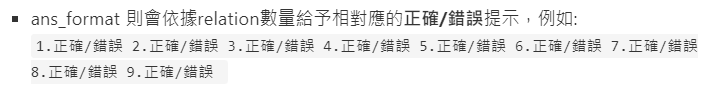 ▪ ans_format 則會依據relation數量給予相對應的正確/錯誤提示，例如:
1.正確/錯誤 2.正確/錯誤 3.正確/錯誤 4.正確/錯誤 5.正確/錯誤 6.正確/錯誤 7.正確/錯誤
8.正確/錯誤 9.正確/錯誤